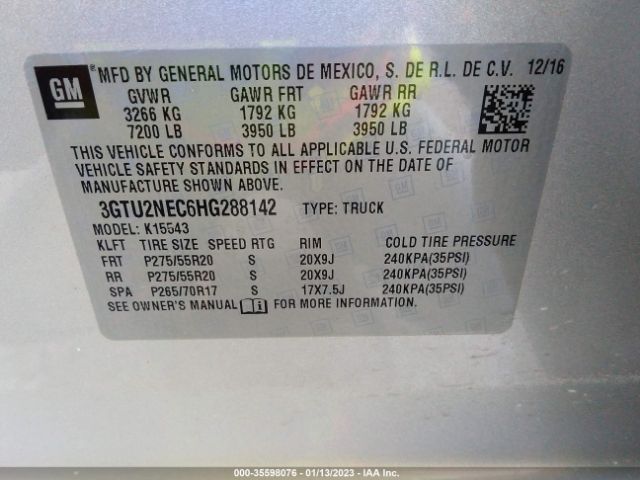 GM ® MFD BY GENERAL MOTORS DE MEXICO, S. DE R.L. DE C.V. 12/16
GVWR GAWR FRT GAWR RR
3266 KG 1792 KG 1792 KG
7200 LB 3950 LB 3950 LB
THIS VEHICLE CONFORMS TO ALL APPLICABLE U.S. FEDERAL MOTOR
VEHICLE SAFETY STANDARDS IN EFFECT ON THE DATE OF
MANUFACTURE SHOWN ABOVE.
3GTU2NEC6HG288142 TYPE: TRUCK
MODEL: K15543
KLFT TIRE SIZE SPEED RTG RIM COLD TIRE PRESSURE
FRT P275/55R20 S 20X9J 240KPA(35PSI)
RR P275/55R20 S 20X9J 240KPA(35PSI)
SPA P265/70R17 S 17X7.5J 240KPA(35PSI)
SEE OWNER'S MANUAL FOR MORE INFORMATION.
000-35598076 - 01/13/2023 - IAA Inc.